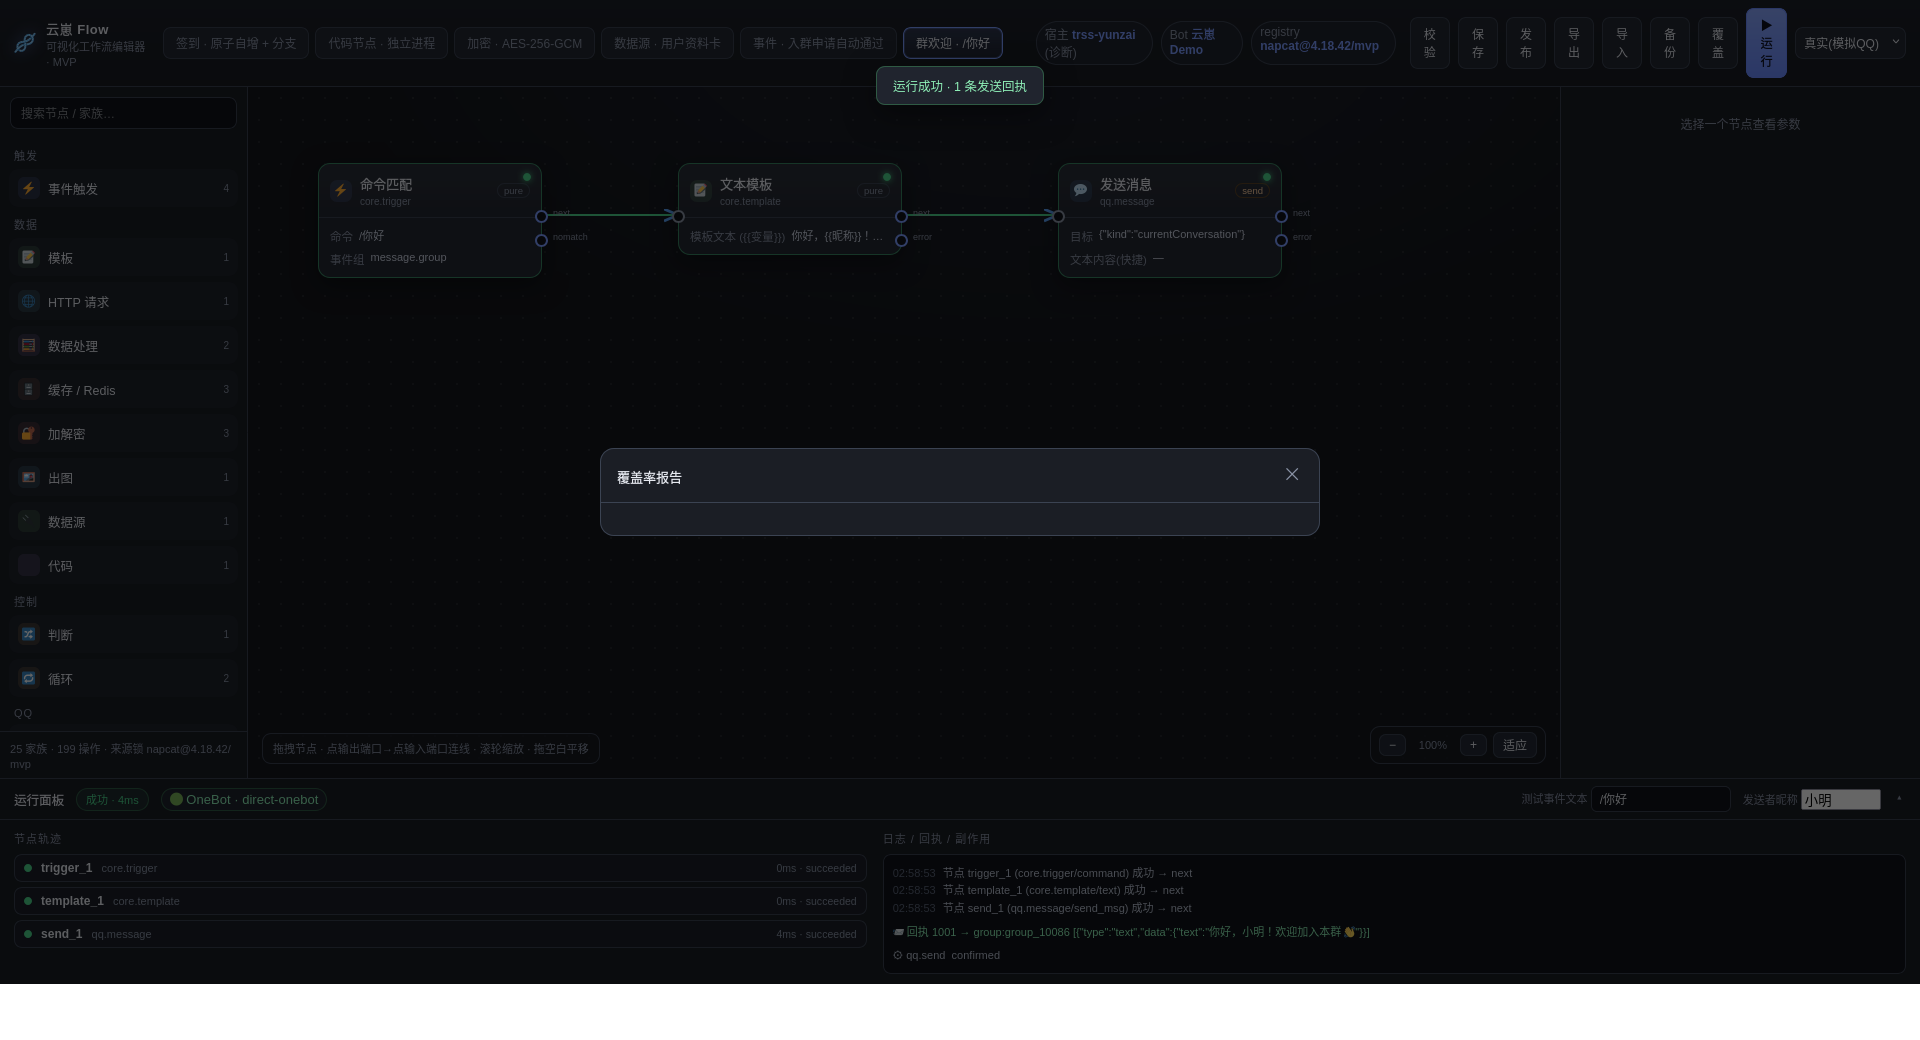 云崽 Flow
可视化工作流编辑器 · MVP
签到 · 原子自增 + 分支
代码节点 · 独立进程
加密 · AES-256-GCM
数据源 · 用户资料卡
事件 · 入群申请自动通过
群欢迎 · /你好
宿主 trss-yunzai (诊断)
Bot 云崽 Demo
registry napcat@4.18.42/mvp
校验
保存
发布
导出
导入
备份
覆盖
▶ 运行
真实(模拟QQ)
运行成功 · 1 条发送回执
搜索节点 / 家族…
触发
事件触发 4
数据
模板 1
HTTP 请求 1
数据处理 2
缓存 / Redis 3
加解密 3
出图 1
数据源 1
代码 1
控制
判断 1
循环 2
QQ
25 家族 · 199 操作 · 来源锁 napcat@4.18.42/
mvp
命令匹配
core.trigger
pure
next
nomatch
命令 /你好
事件组 message.group
文本模板
core.template
pure
next
error
模板文本 ({{变量}}) 你好，{{昵称}}！...
发送消息
qq.message
send
next
error
目标 {"kind":"currentConversation"}
文本内容(快捷) —
选择一个节点查看参数
覆盖率报告
拖拽节点 · 点输出端口→点输入端口连线 · 滚轮缩放 · 拖空白平移
− 100% + 适应
运行面板
成功 · 4ms
OneBot · direct-onebot
测试事件文本 /你好
发送者昵称 小明
节点轨迹
trigger_1 core.trigger 0ms · succeeded
template_1 core.template 0ms · succeeded
send_1 qq.message 4ms · succeeded
日志 / 回执 / 副作用
02:58:53 节点 trigger_1 (core.trigger/command) 成功 → next
02:58:53 节点 template_1 (core.template/text) 成功 → next
02:58:53 节点 send_1 (qq.message/send_msg) 成功 → next
回执 1001 → group:group_10086 [{"type":"text","data":{"text":"你好，小明！欢迎加入本群 👋"}}]
qq.send confirmed